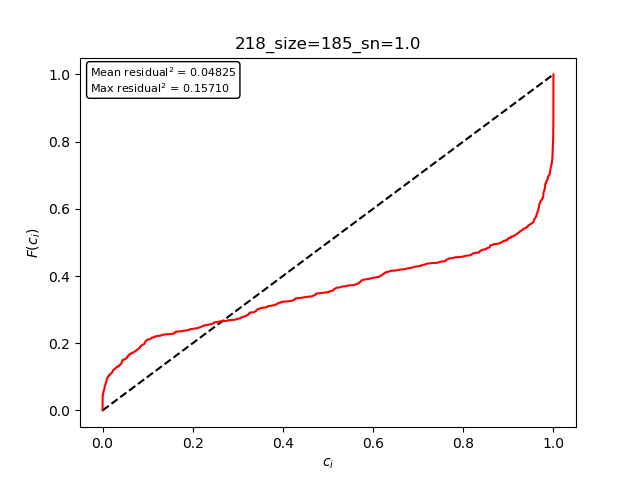 218_size=185_sn=1.0
Mean residual² = 0.04825
Max residual² = 0.15710
1.0
0.8
0.6
0.4
0.2
0.0
F(cᵢ)
0.0 0.2 0.4 0.6 0.8 1.0
cᵢ